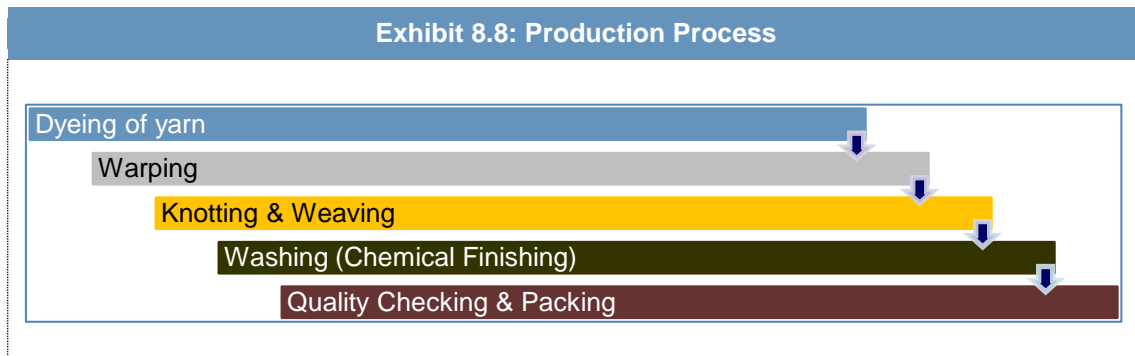 Exhibit 8.8: Production Process
Dyeing of yarn
Warping
Knotting & Weaving
Washing (Chemical Finishing)
Quality Checking & Packing